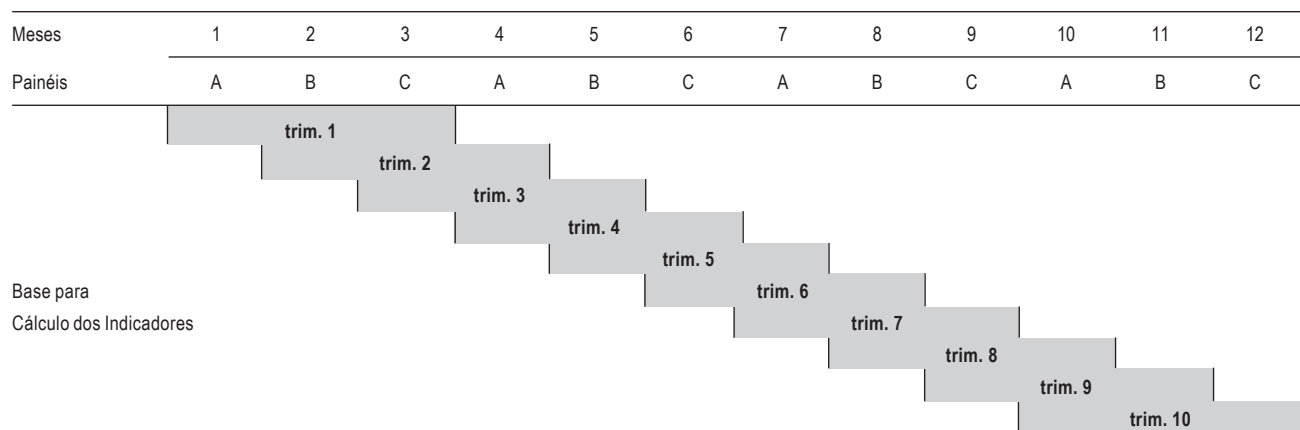 Meses 1 2 3 4 5 6 7 8 9 10 11 12
Painéis A B C A B C A B C A B C
trim. 1
trim. 2
trim. 3
trim. 4
trim. 5
Base para
trim. 6
Cálculo dos Indicadores
trim. 7
trim. 8
trim. 9
trim. 10